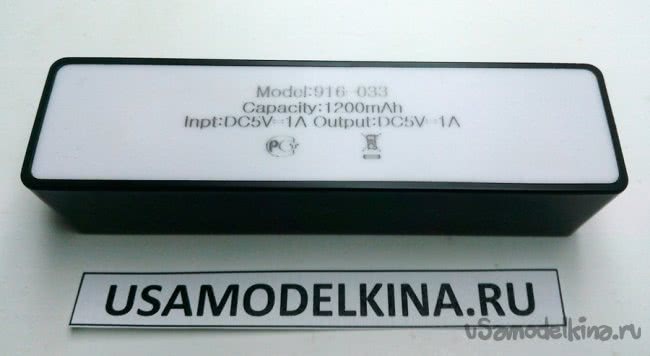 Model:916-033
Capacity:1200mAh
Inpt:DC5V⎓1A Output:DC5V⎓1A
USAMODELKINA.RU
uSamodelkina.ru